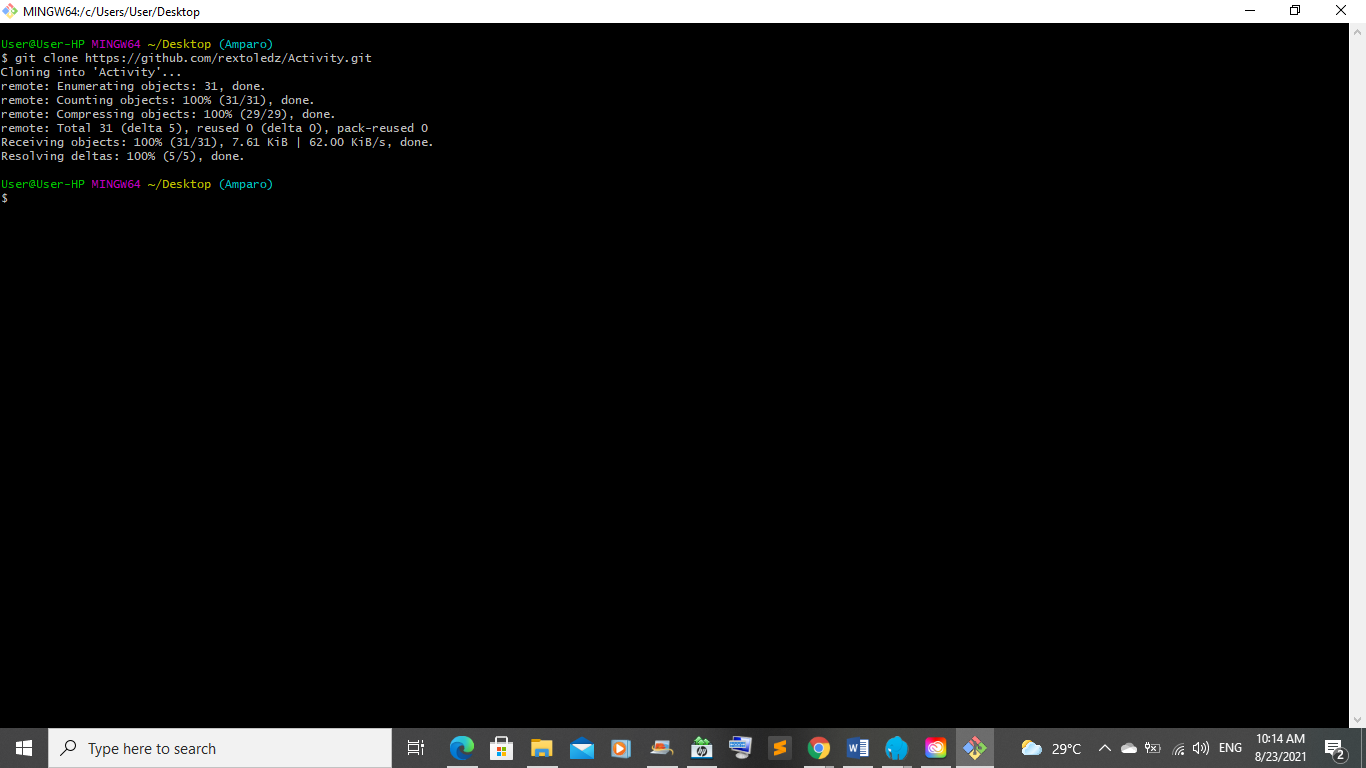 MINGW64:/c/Users/User/Desktop
User@User-HP MINGW64 ~/Desktop (Amparo)
$ git clone https://github.com/rextoledz/Activity.git
Cloning into 'Activity'...
remote: Enumerating objects: 31, done.
remote: Counting objects: 100% (31/31), done.
remote: Compressing objects: 100% (29/29), done.
remote: Total 31 (delta 5), reused 0 (delta 0), pack-reused 0
Receiving objects: 100% (31/31), 7.61 KiB | 62.00 KiB/s, done.
Resolving deltas: 100% (5/5), done.
User@User-HP MINGW64 ~/Desktop (Amparo)
$
Type here to search
29°C
ENG
10:14 AM
8/23/2021
2